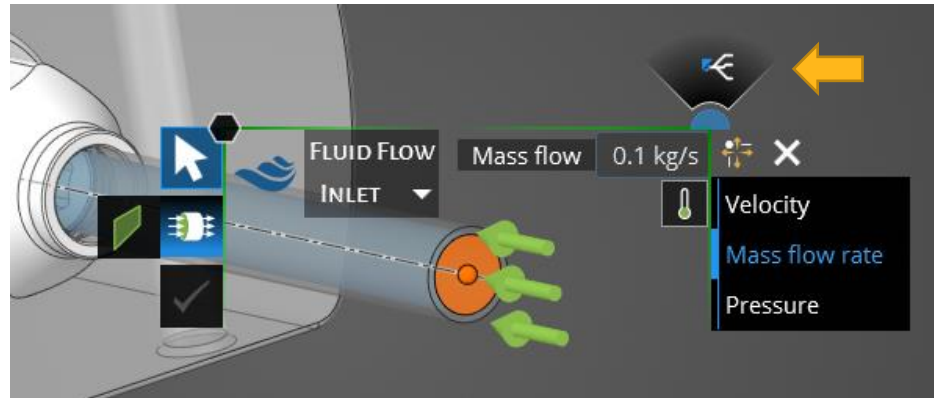 FLUID FLOW
INLET
Mass flow 0.1 kg/s
Velocity
Mass flow rate
Pressure